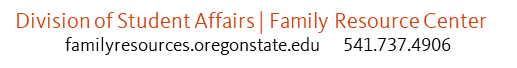 Division of Student Affairs | Family Resource Center
familyresources.oregonstate.edu 541.737.4906